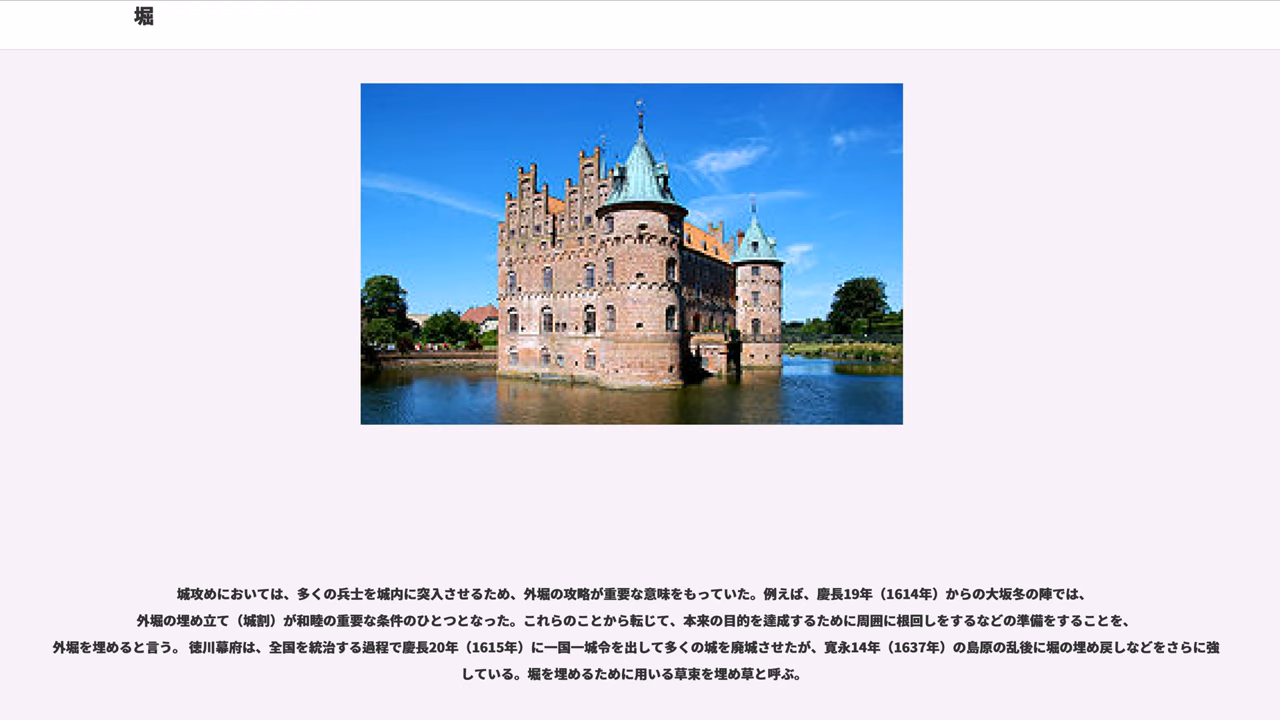 堀
城攻めにおいては、多くの兵士を城内に突入させるため、外堀の攻略が重要な意味をもっていた。例えば、慶長19年（1614年）からの大坂冬の陣では、
外堀の埋め立て（城割）が和睦の重要な条件のひとつとなった。これらのことから転じて、本来の目的を達成するために周囲に根回しをするなどの準備をすることを、
外堀を埋めると言う。 徳川幕府は、全国を統治する過程で慶長20年（1615年）に一国一城令を出して多くの城を廃城させたが、寛永14年（1637年）の島原の乱後に堀の埋め戻しなどをさらに強
している。堀を埋めるために用いる草束を埋め草と呼ぶ。